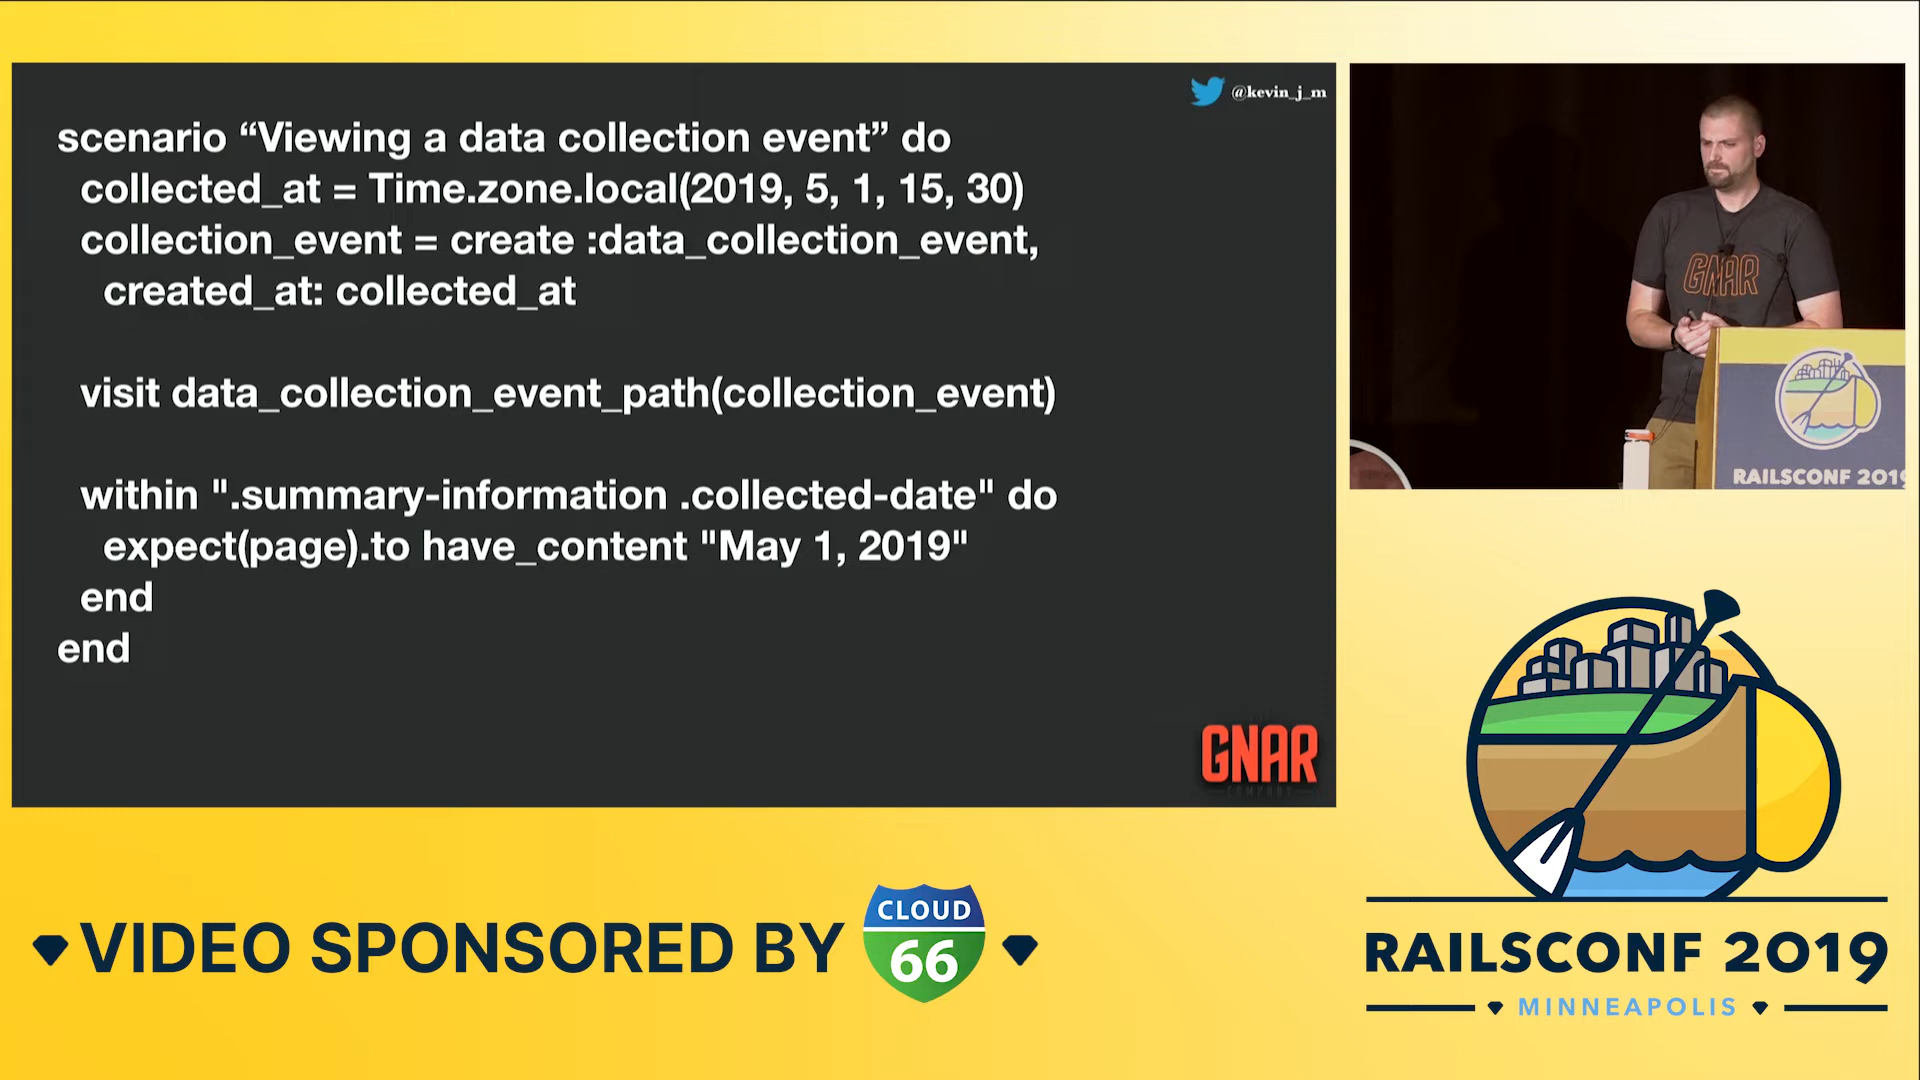 @kevin_j_m
scenario “Viewing a data collection event” do
collected_at = Time.zone.local(2019, 5, 1, 15, 30)
collection_event = create :data_collection_event,
created_at: collected_at
visit data_collection_event_path(collection_event)
within ".summary-information .collected-date" do
expect(page).to have_content "May 1, 2019"
end
end
GNAR
GNAR
RAILSCONF 2019
VIDEO SPONSORED BY
CLOUD
66
RAILSCONF 2019
MINNEAPOLIS